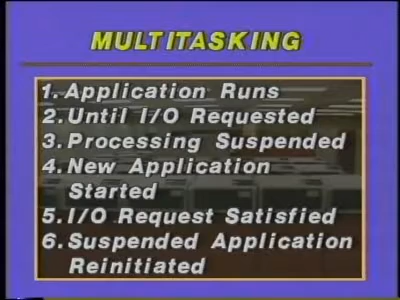 MULTITASKING
1. Application Runs
2. Until I/O Requested
3. Processing Suspended
4. New Application
Started
5. I/O Request Satisfied
6. Suspended Application
Reinitiated